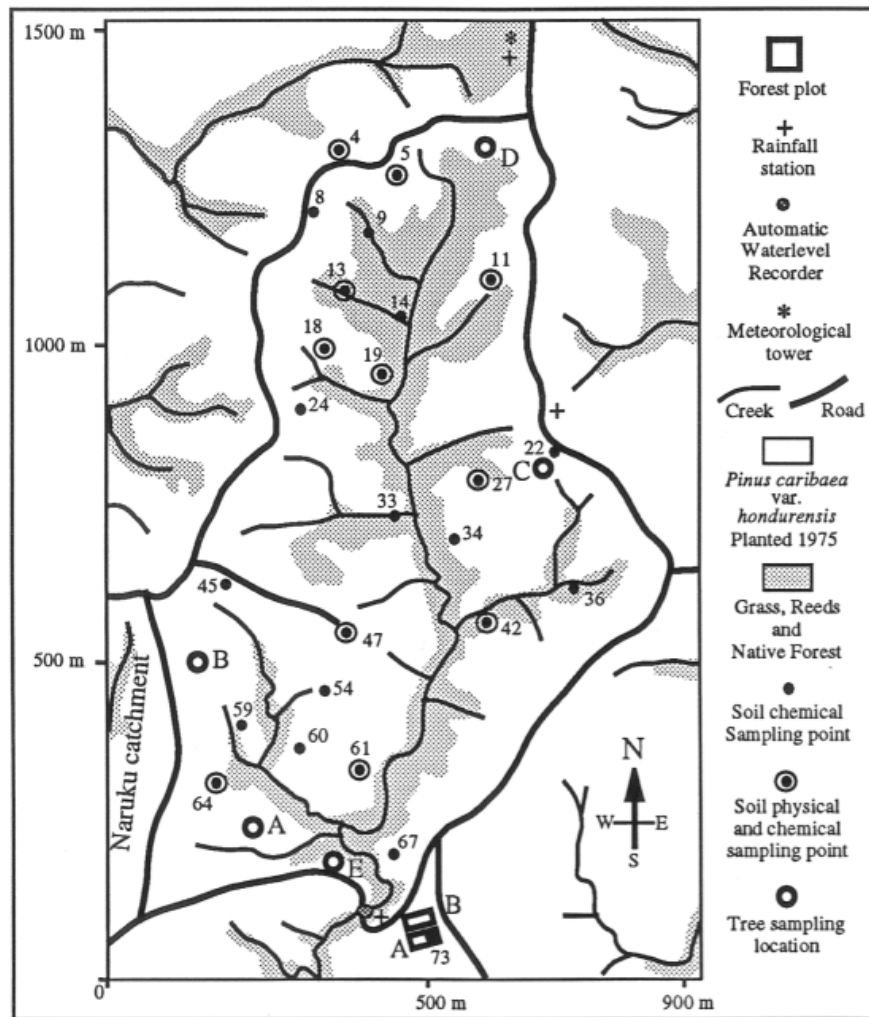 1500 m
1000 m
500 m
0
500 m
900 m
4
5
D
8
9
11
13
14
18
19
24
22
C
27
33
34
45
36
42
47
B
54
59
60
61
64
A
67
E
B
A
73
Naruku catchment
N
W
E
S
Forest plot
+
Rainfall
station
Automatic
Waterlevel
Recorder
*
Meteorological
tower
Creek Road
Pinus caribaea
var.
hondurensis
Planted 1975
Grass, Reeds
and
Native Forest
Soil chemical
Sampling point
Soil physical
and chemical
sampling point
Tree sampling
location